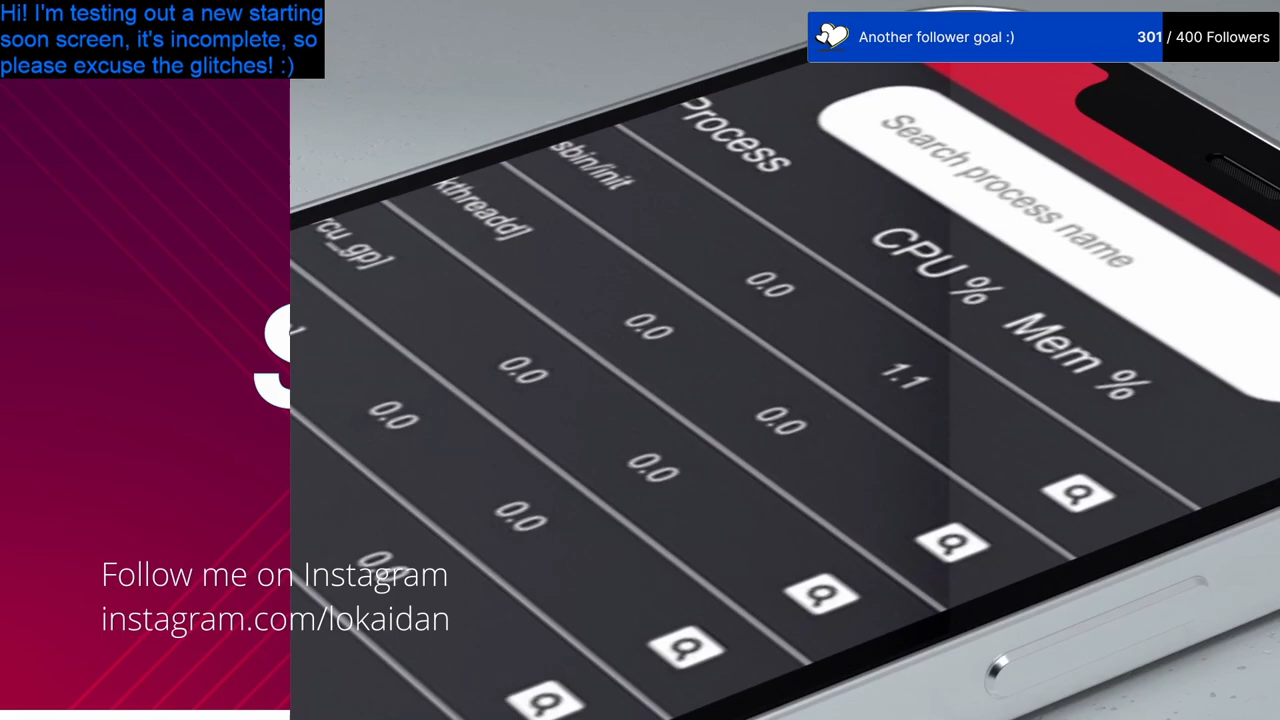 Hi! I'm testing out a new starting
soon screen, it's incomplete, so
please excuse the glitches! :)
Another follower goal :)
301 / 400 Followers
Search process name
Process
CPU %
Mem %
sbin/init
0.0
1.1
kthreadd]
0.0
0.0
rcu_gp]
0.0
0.0
0.0
0.0
S
Follow me on Instagram
instagram.com/lokaidan